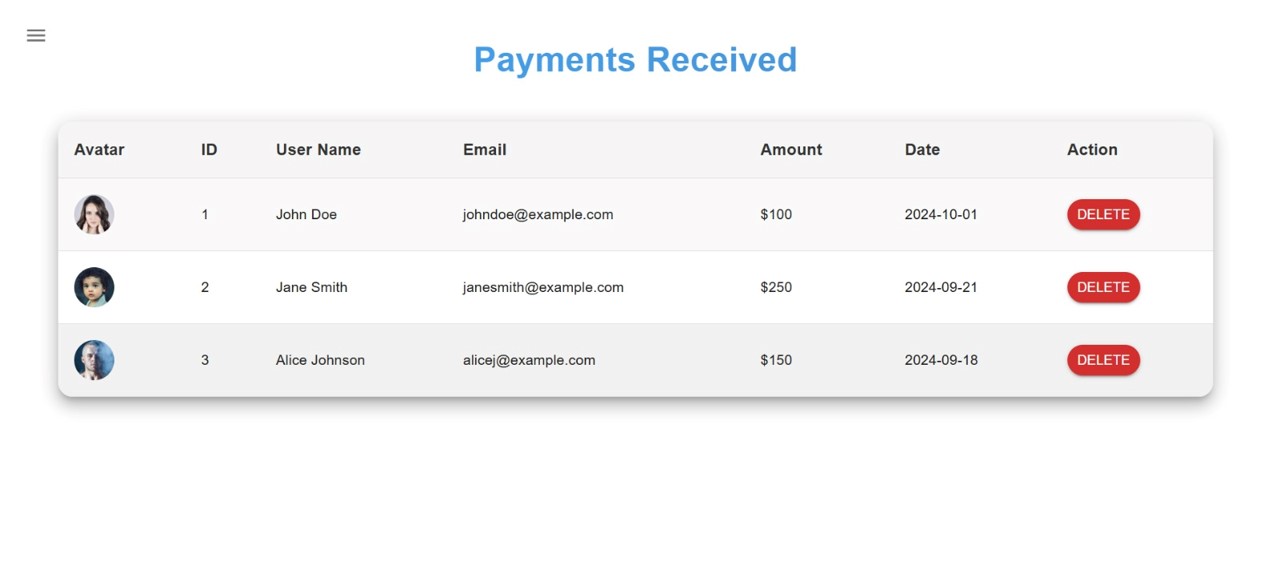 Payments Received
Avatar ID User Name Email Amount Date Action
1 John Doe johndoe@example.com $100 2024-10-01 DELETE
2 Jane Smith janesmith@example.com $250 2024-09-21 DELETE
3 Alice Johnson alicej@example.com $150 2024-09-18 DELETE